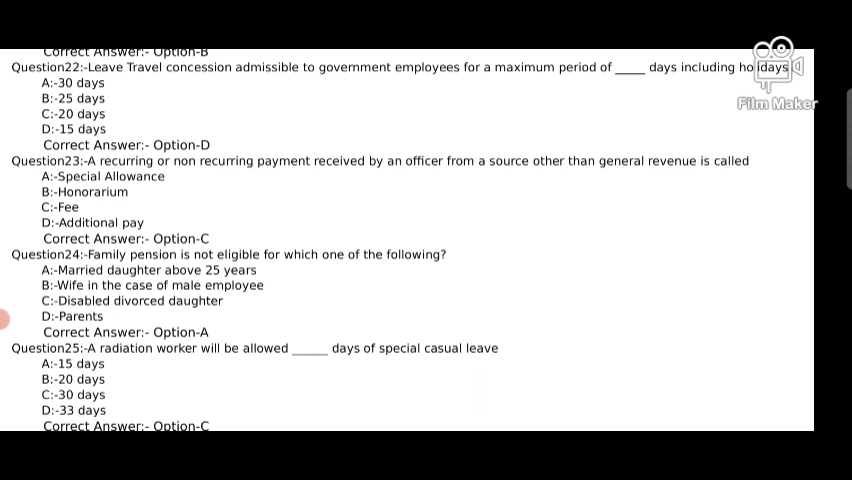 Correct Answer:- Option-B
Question22:-Leave Travel concession admissible to government employees for a maximum period of _____ days including holidays.
A:-30 days
B:-25 days
C:-20 days
D:-15 days
Correct Answer:- Option-D
Question23:-A recurring or non recurring payment received by an officer from a source other than general revenue is called
A:-Special Allowance
B:-Honorarium
C:-Fee
D:-Additional pay
Correct Answer:- Option-C
Question24:-Family pension is not eligible for which one of the following?
A:-Married daughter above 25 years
B:-Wife in the case of male employee
C:-Disabled divorced daughter
D:-Parents
Correct Answer:- Option-A
Question25:-A radiation worker will be allowed ______ days of special casual leave
A:-15 days
B:-20 days
C:-30 days
D:-33 days
Correct Answer:- Option-C
Film Maker